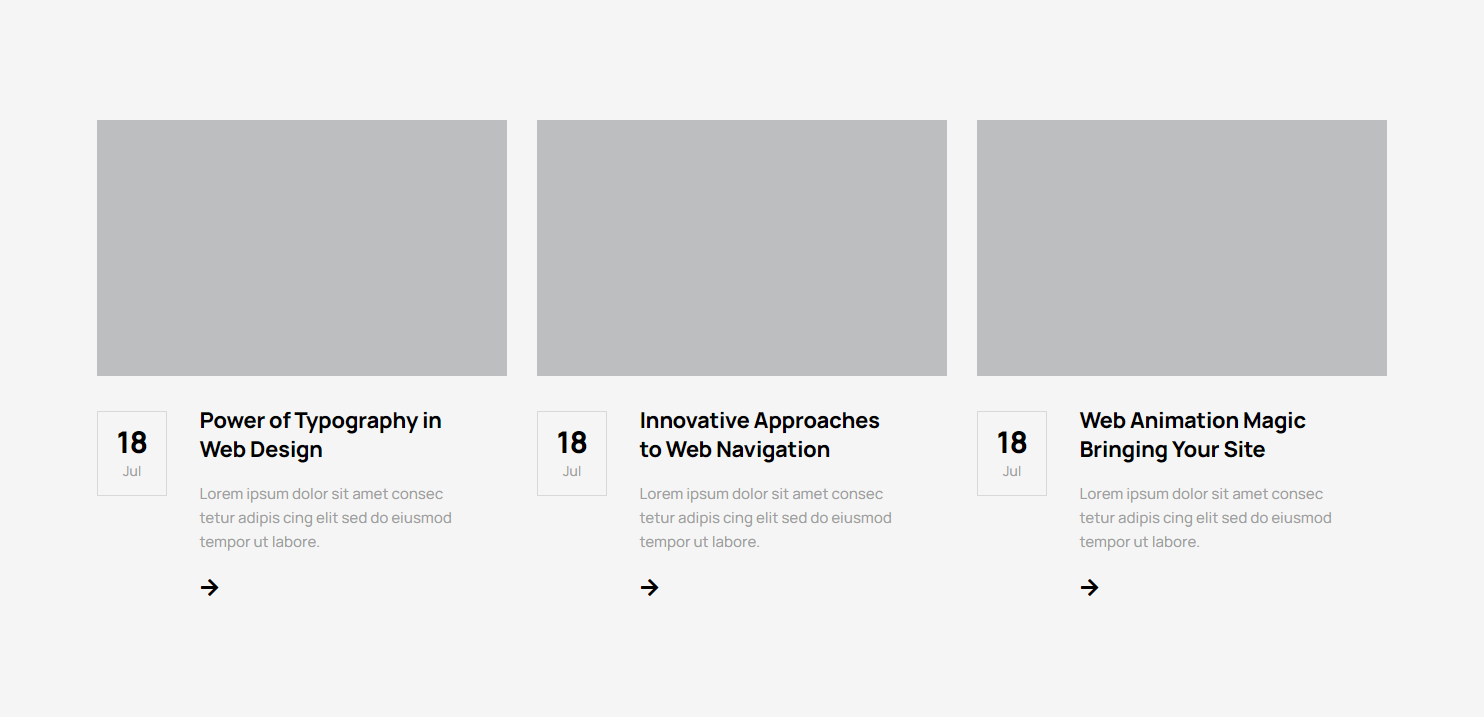 18
Jul
Power of Typography in
Web Design
Lorem ipsum dolor sit amet consec
tetur adipis cing elit sed do eiusmod
tempor ut labore.
18
Jul
Innovative Approaches
to Web Navigation
Lorem ipsum dolor sit amet consec
tetur adipis cing elit sed do eiusmod
tempor ut labore.
18
Jul
Web Animation Magic
Bringing Your Site
Lorem ipsum dolor sit amet consec
tetur adipis cing elit sed do eiusmod
tempor ut labore.